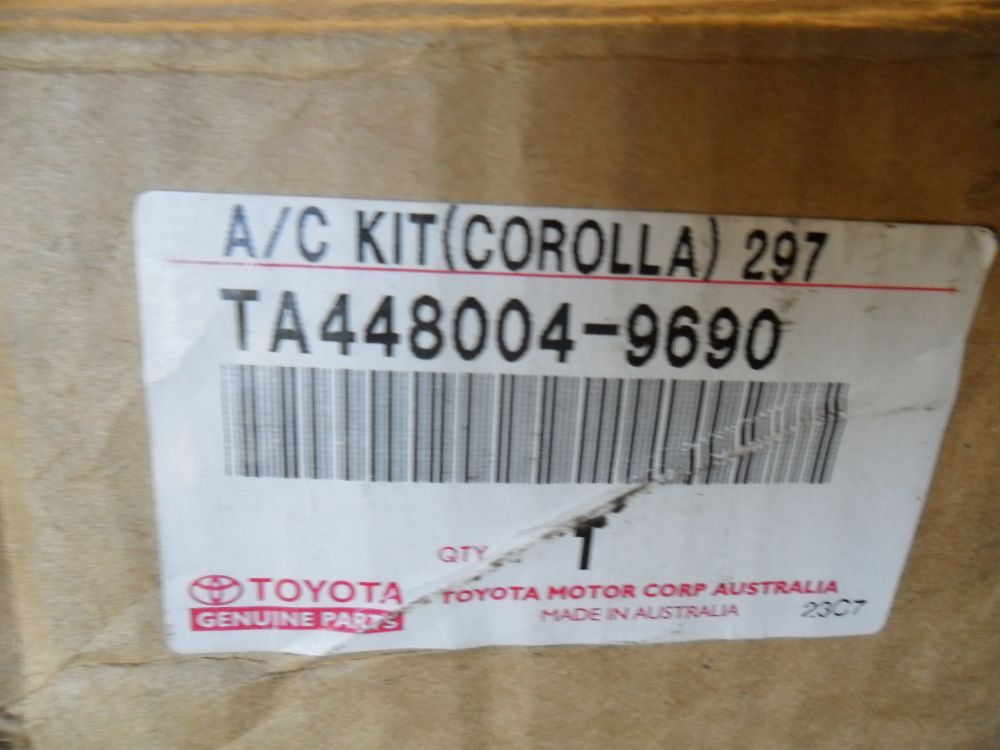 A/C KIT(COROLLA) 297
TA448004-9690
QTY 1
TOYOTA
GENUINE PARTS
TOYOTA MOTOR CORP AUSTRALIA
MADE IN AUSTRALIA 23C7